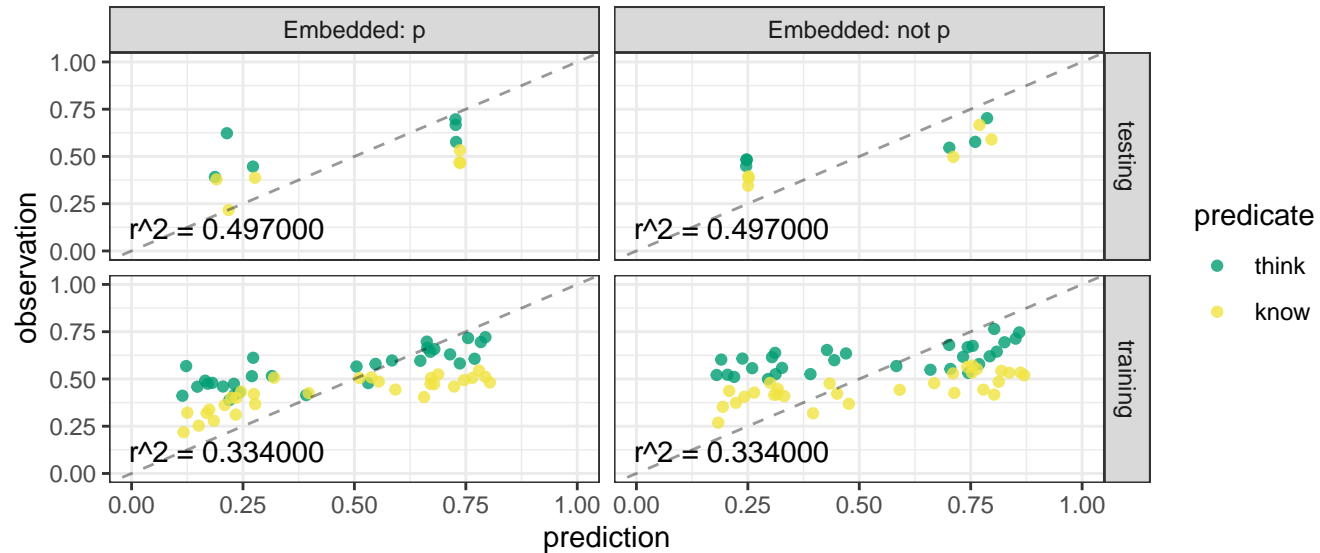 Embedded: p
Embedded: not p
1.00
0.75
0.50
0.25
0.00
r^2 = 0.497000
r^2 = 0.497000
testing
1.00
0.75
0.50
0.25
0.00
r^2 = 0.334000
r^2 = 0.334000
training
0.00 0.25 0.50 0.75 1.00
0.00 0.25 0.50 0.75 1.00
prediction
observation
predicate
think
know